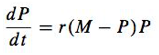 dP/dt = r(M − P)P